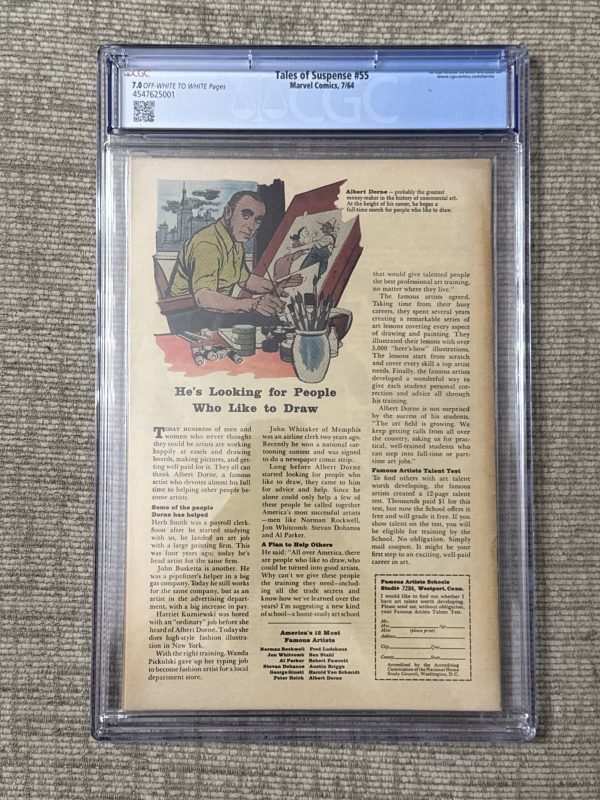 CGC
Tales of Suspense #55
Marvel Comics, 7/64
7.0 OFF-WHITE TO WHITE Pages
4547625001
www.cgccomics.com/
CGC
Albert Dorne – probably the greatest
money-maker in the history of commercial art.
At the height of his career, he began a
full-time search for people who like to draw.
He's Looking for People
Who Like to Draw
TODAY HUNDREDS of men and
women who never thought
they could be artists are working
happily at easels and drawing
boards, making pictures, and get-
ting well paid for it. They all can
thank Albert Dorne, a famous
artist who devotes almost his full
time to helping other people be-
come artists.
Some of the people
Dorne has helped
Herb Smith was a payroll clerk.
Soon after he started studying
with us, he landed an art job
with a large printing firm. This
was four years ago; today he's
head artist for the same firm.
John Busketta is another. He
was a pipefitter's helper in a big
gas company. Today he still works
for the same company, but as an
artist in the advertising depart-
ment, with a big increase in pay.
Harriet Kuzniewski was bored
with an "ordinary" job before she
heard of Albert Dorne. Today she
does high-style fashion illustra-
tion in New York.
With the right training, Wanda
Pickulski gave up her typing job
to become fashion artist for a local
department store.
John Whitaker of Memphis
was an airline clerk two years ago.
Recently he won a national car-
tooning contest and was signed
to do a newspaper comic strip.
Long before Albert Dorne
started looking for people who
like to draw, they came to him
for advice and help. Since he
alone could only help a few of
these people he called together
America's most successful artists
—men like Norman Rockwell,
Jon Whitcomb, Stevan Dohanos
and Al Parker.
A Plan to Help Others
He said: "All over America, there
are people who like to draw, who
could be trained into good artists.
Why can't we give these people
the training they need—includ-
ing all the trade secrets and
know how we've learned over the
years? I'm suggesting a new kind
of school—a home-study art school
America's 12 Most
Famous Artists
Norman Rockwell Fred Ludekens
Jon Whitcomb Ben Stahl
Al Parker Robert Fawcett
Stevan Dohanos Austin Briggs
George Giusti Harold Von Schmidt
Peter Helck Albert Dorne
that would give talented people
the best professional art training,
no matter where they live."
The famous artists agreed.
Taking time from their busy
careers, they spent several years
creating a remarkable series of
art lessons covering every aspect
of drawing and painting. They
illustrated their lessons with over
5,000 "here's-how" illustrations.
The lessons start from scratch
and cover every skill a top artist
needs. Finally, the famous artists
developed a wonderful way to
give each student personal cor-
rection and advice all through
his training.
Albert Dorne is not surprised
by the success of his students.
"The art field is growing. We
keep getting calls from all over
the country, asking us for prac-
tical, well-trained students who
can step into full-time or part-
time art jobs."
Famous Artists Talent Test
To find others with art talent
worth developing, the famous
artists created a 12-page talent
test. Thousands paid $1 for this
test, but now the School offers it
free and will grade it free. If you
show talent on the test, you will
be eligible for training by the
School. No obligation. Simply
mail coupon. It might be your
first step to an exciting, well-paid
career in art.
Famous Artists Schools
Studio 7284, Westport, Conn.
I would like to find out whether I
have art talent worth developing.
Please send me, without obligation,
your Famous Artists Talent Test.
Mr.
Mrs. Age
Miss (please print)
Address
City Zone
County State
Accredited by the Accrediting
Commission of the National Home
Study Council, Washington, D.C.